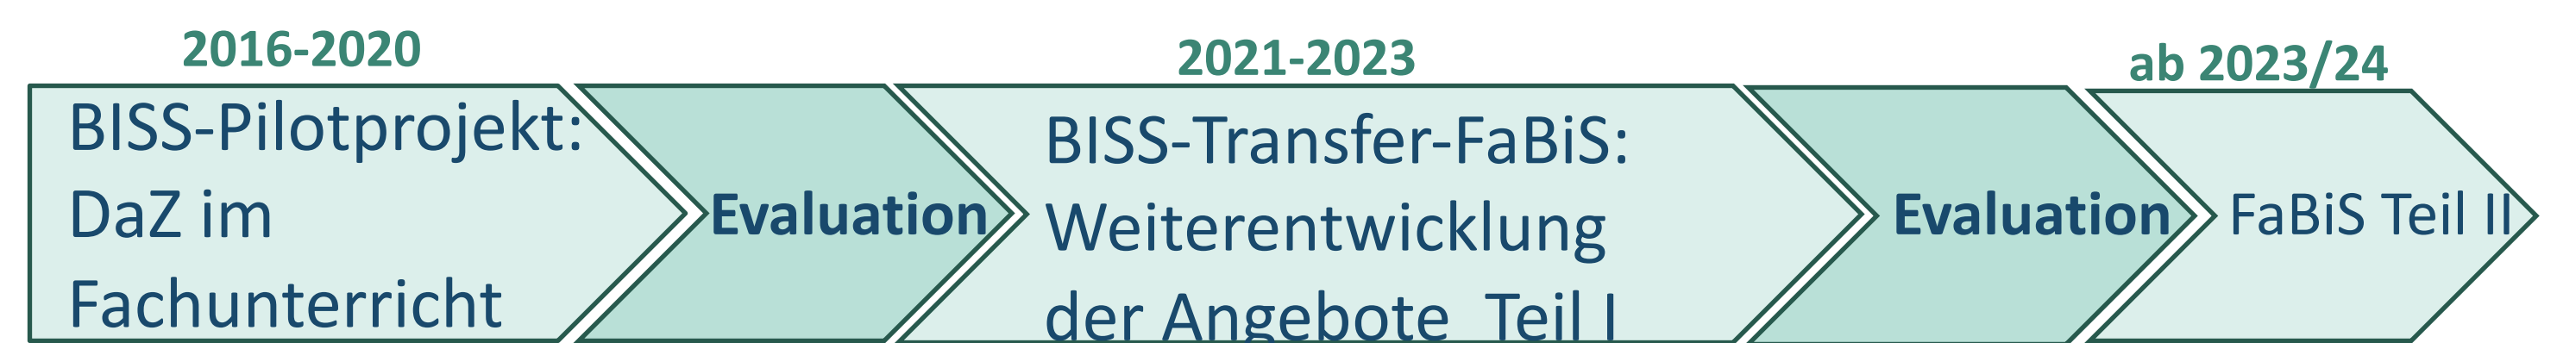 2016-2020
BISS-Pilotprojekt:
DaZ im
Fachunterricht
Evaluation
2021-2023
BISS-Transfer-FaBiS:
Weiterentwicklung
der Angebote  Teil I
Evaluation
ab 2023/24
FaBiS Teil II